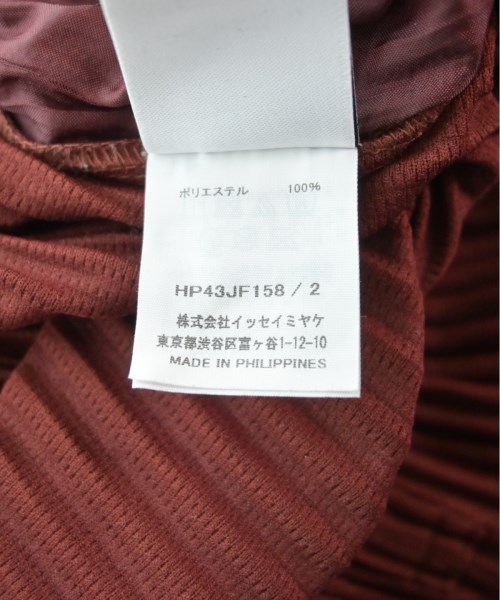 ポリエステル 100%
HP43JF158 / 2
株式会社イッセイミヤケ
東京都渋谷区富ヶ谷1-12-10
MADE IN PHILIPPINES